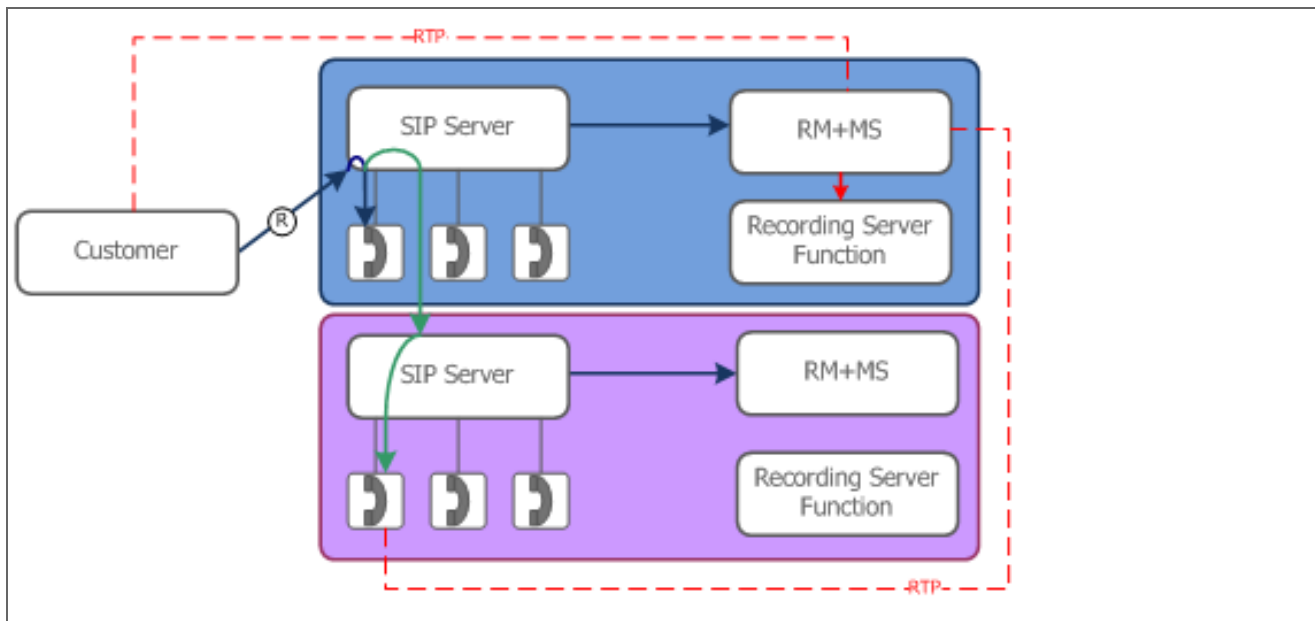 RTP
SIP Server
RM+MS
R
Customer
Recording Server
Function
SIP Server
RM+MS
Recording Server
Function
RTP